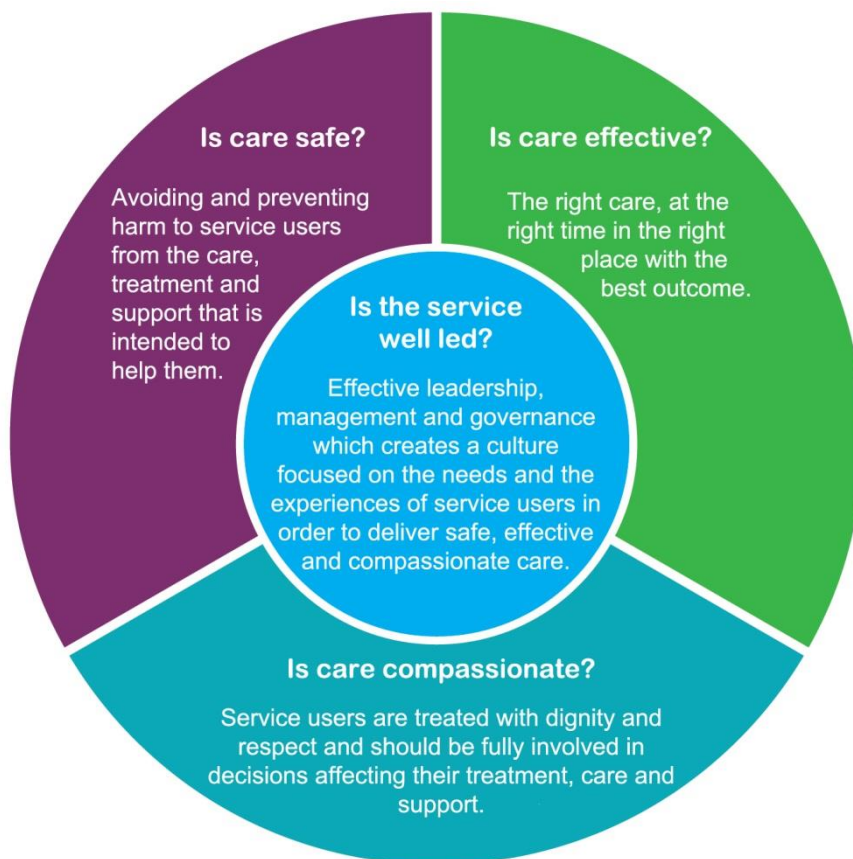 Is care safe?
Avoiding and preventing
harm to service users
from the care,
treatment and
support that is
intended to
help them.
Is care effective?
The right care, at the
right time in the right
place with the
best outcome.
Is the service
well led?
Effective leadership,
management and governance
which creates a culture
focused on the needs and the
experiences of service users in
order to deliver safe, effective
and compassionate care.
Is care compassionate?
Service users are treated with dignity and
respect and should be fully involved in
decisions affecting their treatment, care and
support.